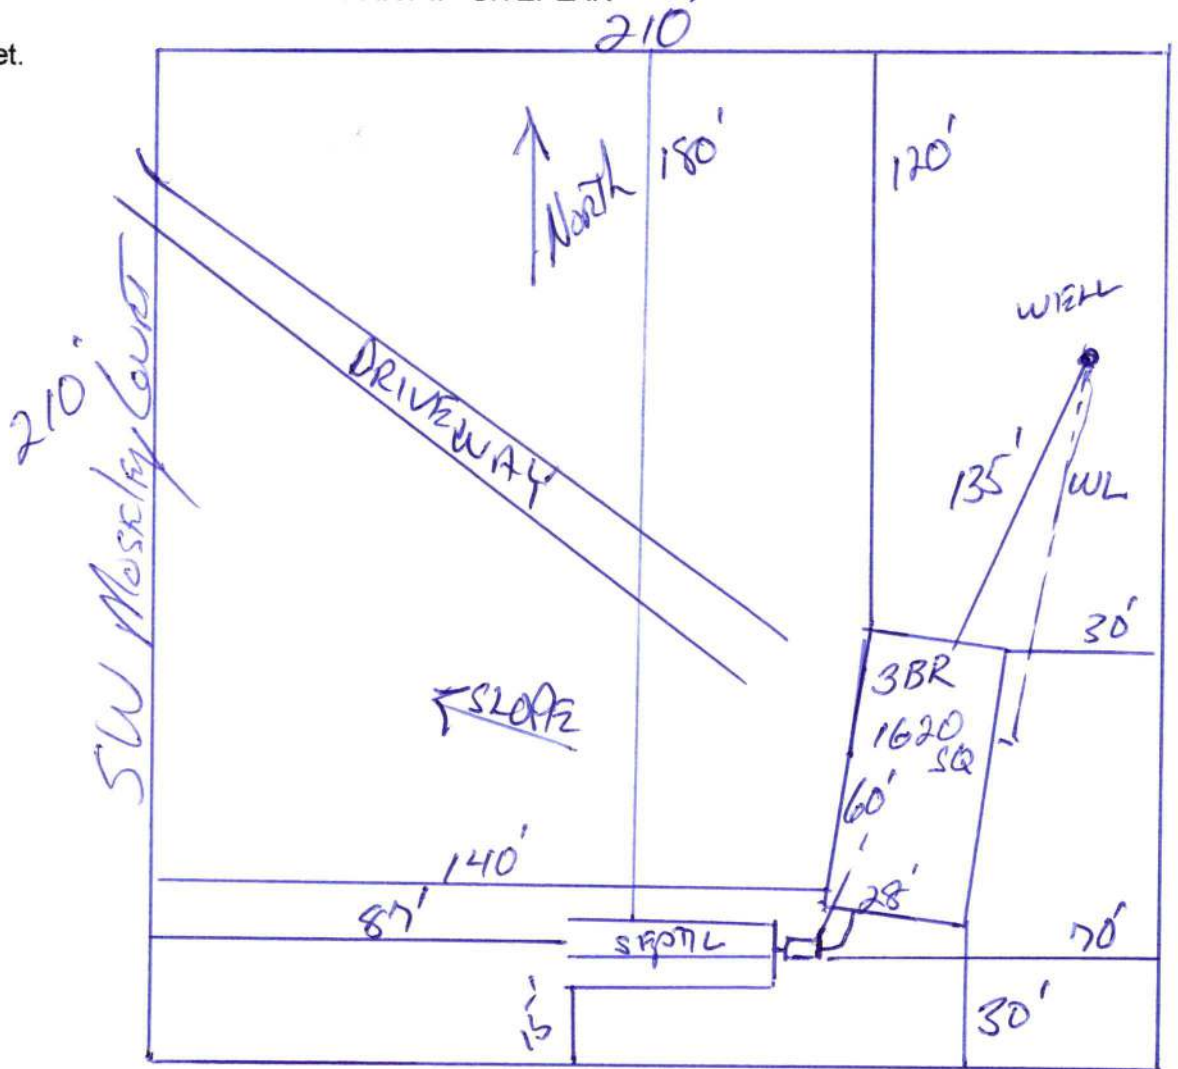 et.
210'
180'
120'
North
WELL
210'
SW Moseley Court
DRIVEWAY
135'
WL
30'
3BR
1620
SQ
SLOPE
60'
140'
28'
87'
SEPTIC
70'
30'